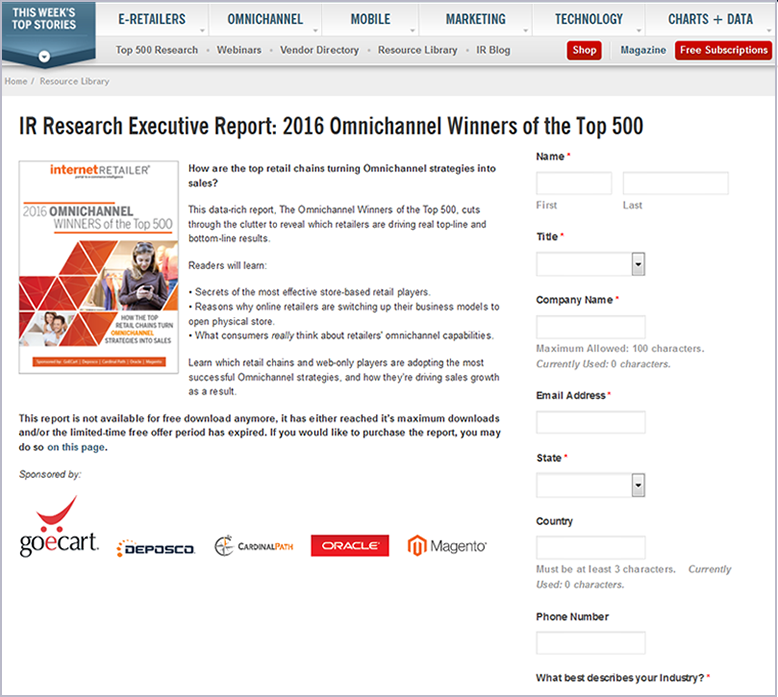 THIS WEEK'S
TOP STORIES
E-RETAILERS
OMNICHANNEL
MOBILE
MARKETING
TECHNOLOGY
CHARTS + DATA
Top 500 Research • Webinars • Vendor Directory • Resource Library • IR Blog
Shop
Magazine
Free Subscriptions
Home / Resource Library
IR Research Executive Report: 2016 Omnichannel Winners of the Top 500
internetRETAILER
2016 OMNICHANNEL
WINNERS of the Top 500
HOW THE TOP
RETAIL CHAINS TURN
OMNICHANNEL
STRATEGIES INTO SALES
Sponsored by: GoECart | Deposco | Cardinal Path | Oracle | Magento
How are the top retail chains turning Omnichannel strategies into
sales?
This data-rich report, The Omnichannel Winners of the Top 500, cuts
through the clutter to reveal which retailers are driving real top-line and
bottom-line results.
Readers will learn:
• Secrets of the most effective store-based retail players.
• Reasons why online retailers are switching up their business models to
open physical store.
• What consumers really think about retailers' omnichannel capabilities.
Learn which retail chains and web-only players are adopting the most
successful Omnichannel strategies, and how they're driving sales growth
as a result.
This report is not available for free download anymore, it has either reached it's maximum downloads
and/or the limited-time free offer period has expired. If you would like to purchase the report, you may
do so on this page.
Sponsored by:
goecart.
DEPOSCO.
CARDINALPATH
ORACLE
Magento
Name *
First
Last
Title *
Company Name *
Maximum Allowed: 100 characters.
Currently Used: 0 characters.
Email Address *
State *
Country
Must be at least 3 characters. Currently
Used: 0 characters.
Phone Number
What best describes your Industry? *